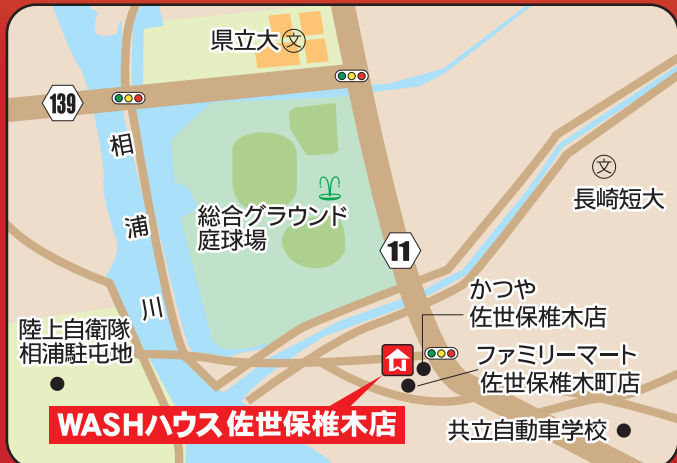 県立大 文
139
相浦川
文
長崎短大
総合グラウンド
庭球場
11
かつや
佐世保椎木店
陸上自衛隊
相浦駐屯地
ファミリーマート
佐世保椎木町店
WASHハウス佐世保椎木店
共立自動車学校